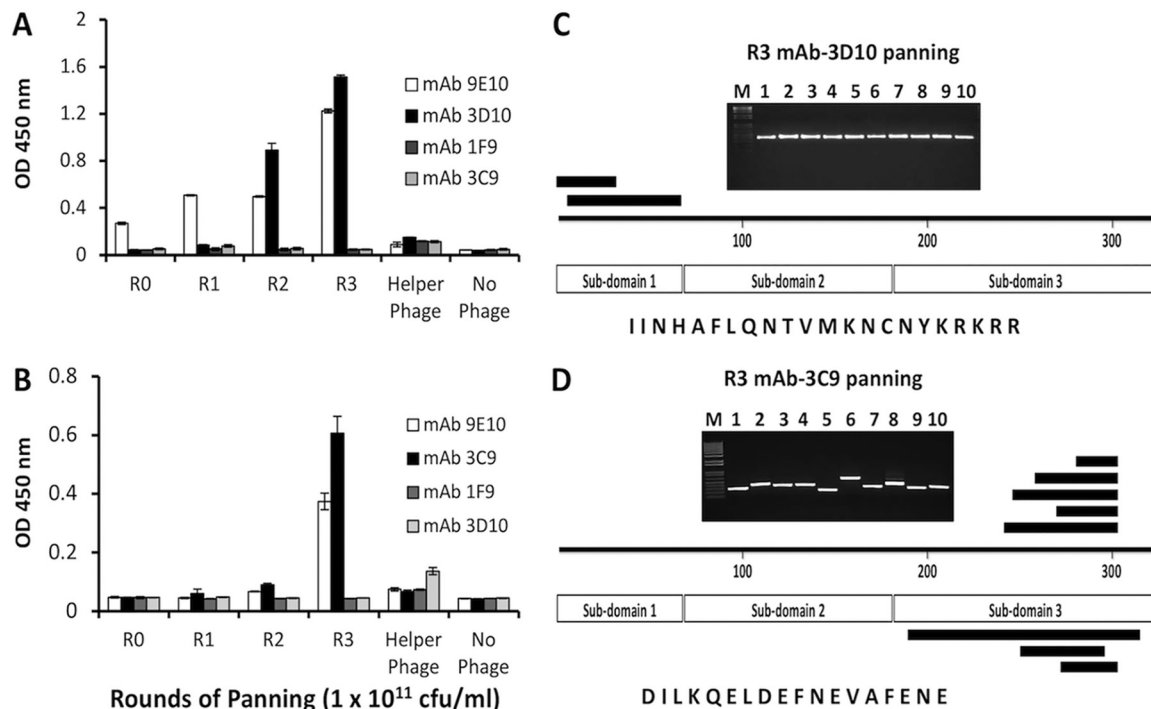 A
OD 450 nm
2
1.6
1.2
0.8
0.4
0
mAb 9E10
mAb 3D10
mAb 1F9
mAb 3C9
R0 R1 R2 R3 Helper Phage No Phage
B
OD 450 nm
0.8
0.6
0.4
0.2
0
mAb 9E10
mAb 3C9
mAb 1F9
mAb 3D10
R0 R1 R2 R3 Helper Phage No Phage
Rounds of Panning (1 x 10¹¹ cfu/ml)
C
R3 mAb-3D10 panning
M 1 2 3 4 5 6 7 8 9 10
100 200 300
Sub-domain 1 Sub-domain 2 Sub-domain 3
I I N H A F L Q N T V M K N C N Y K R K R R
D
R3 mAb-3C9 panning
M 1 2 3 4 5 6 7 8 9 10
100 200 300
Sub-domain 1 Sub-domain 2 Sub-domain 3
D I L K Q E L D E F N E V A F E N E